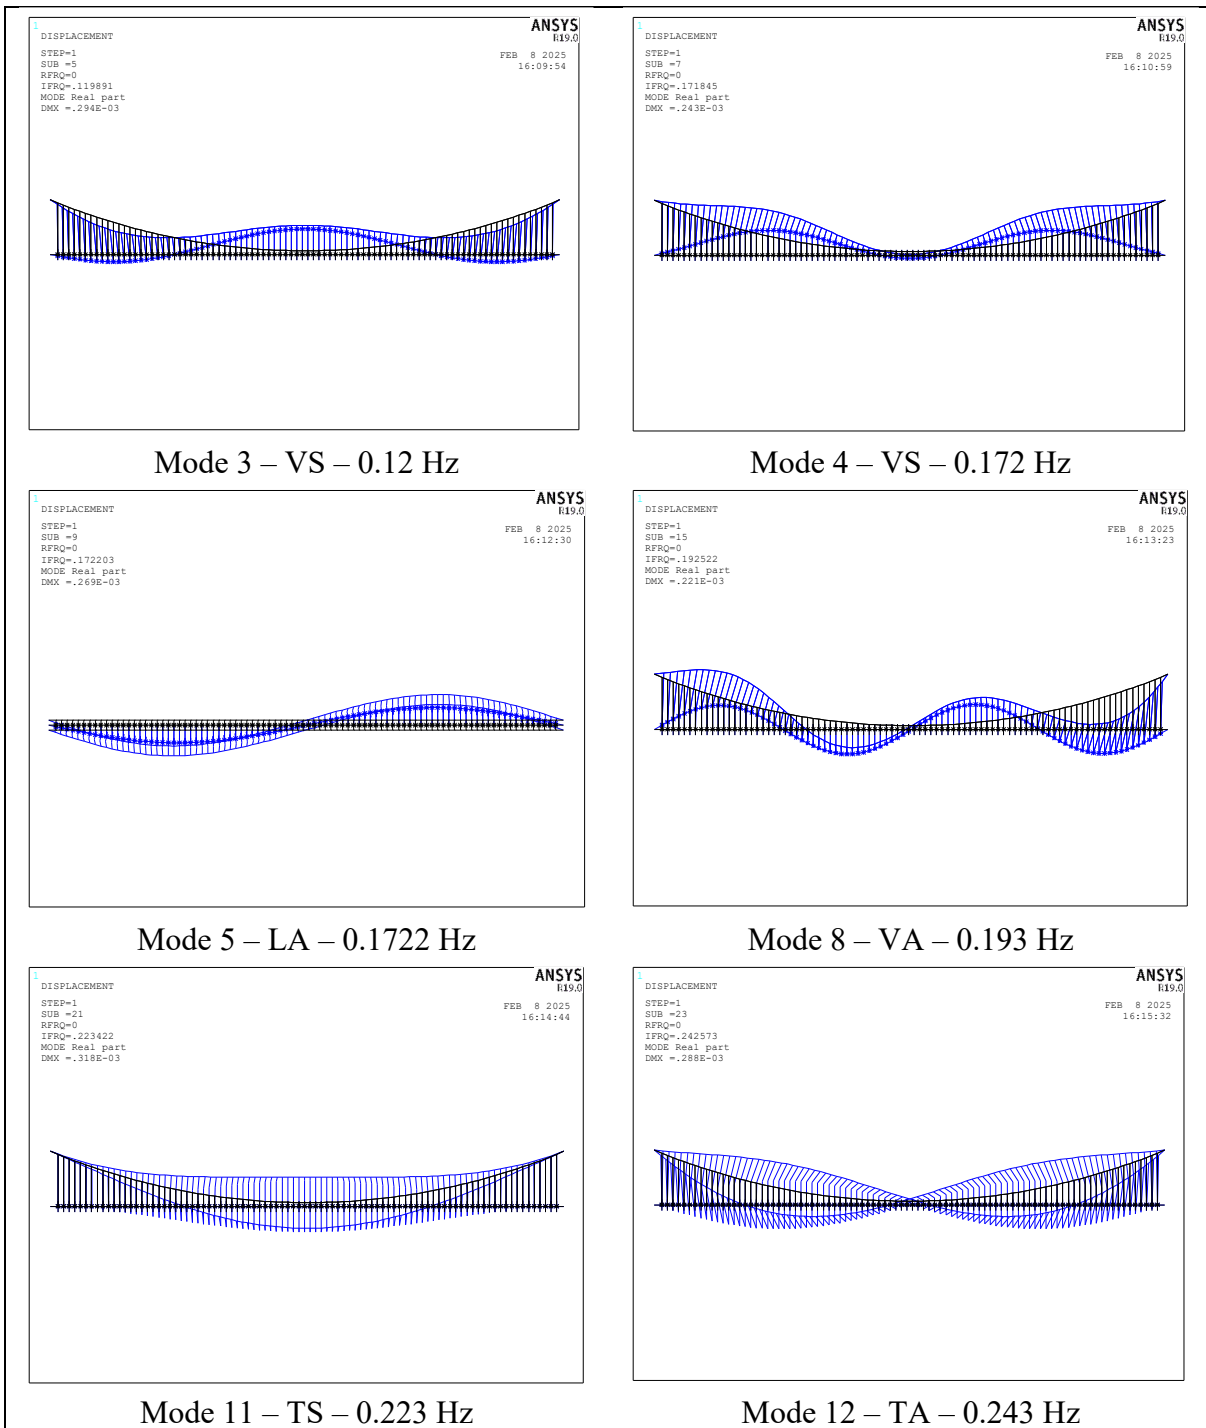 1
ANSYS
R19.0
DISPLACEMENT
STEP=1
SUB =5
RFRQ=0
IFRQ=.119891
MODE Real part
DMX =.294E-03
FEB 8 2025
16:09:54
Mode 3 – VS – 0.12 Hz
1
ANSYS
R19.0
DISPLACEMENT
STEP=1
SUB =7
RFRQ=0
IFRQ=.171845
MODE Real part
DMX =.243E-03
FEB 8 2025
16:10:59
Mode 4 – VS – 0.172 Hz
1
ANSYS
R19.0
DISPLACEMENT
STEP=1
SUB =9
RFRQ=0
IFRQ=.172203
MODE Real part
DMX =.269E-03
FEB 8 2025
16:12:30
Mode 5 – LA – 0.1722 Hz
1
ANSYS
R19.0
DISPLACEMENT
STEP=1
SUB =15
RFRQ=0
IFRQ=.192522
MODE Real part
DMX =.221E-03
FEB 8 2025
16:13:23
Mode 8 – VA – 0.193 Hz
1
ANSYS
R19.0
DISPLACEMENT
STEP=1
SUB =21
RFRQ=0
IFRQ=.223422
MODE Real part
DMX =.318E-03
FEB 8 2025
16:14:44
Mode 11 – TS – 0.223 Hz
1
ANSYS
R19.0
DISPLACEMENT
STEP=1
SUB =23
RFRQ=0
IFRQ=.242573
MODE Real part
DMX =.288E-03
FEB 8 2025
16:15:32
Mode 12 – TA – 0.243 Hz